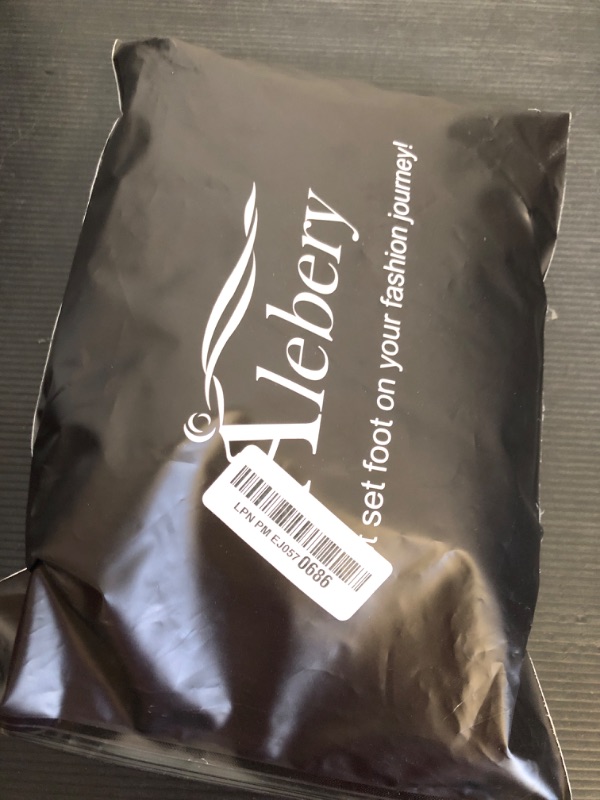 Alebery
t set foot on your fashion journey!
LPN PM EJ057 0686